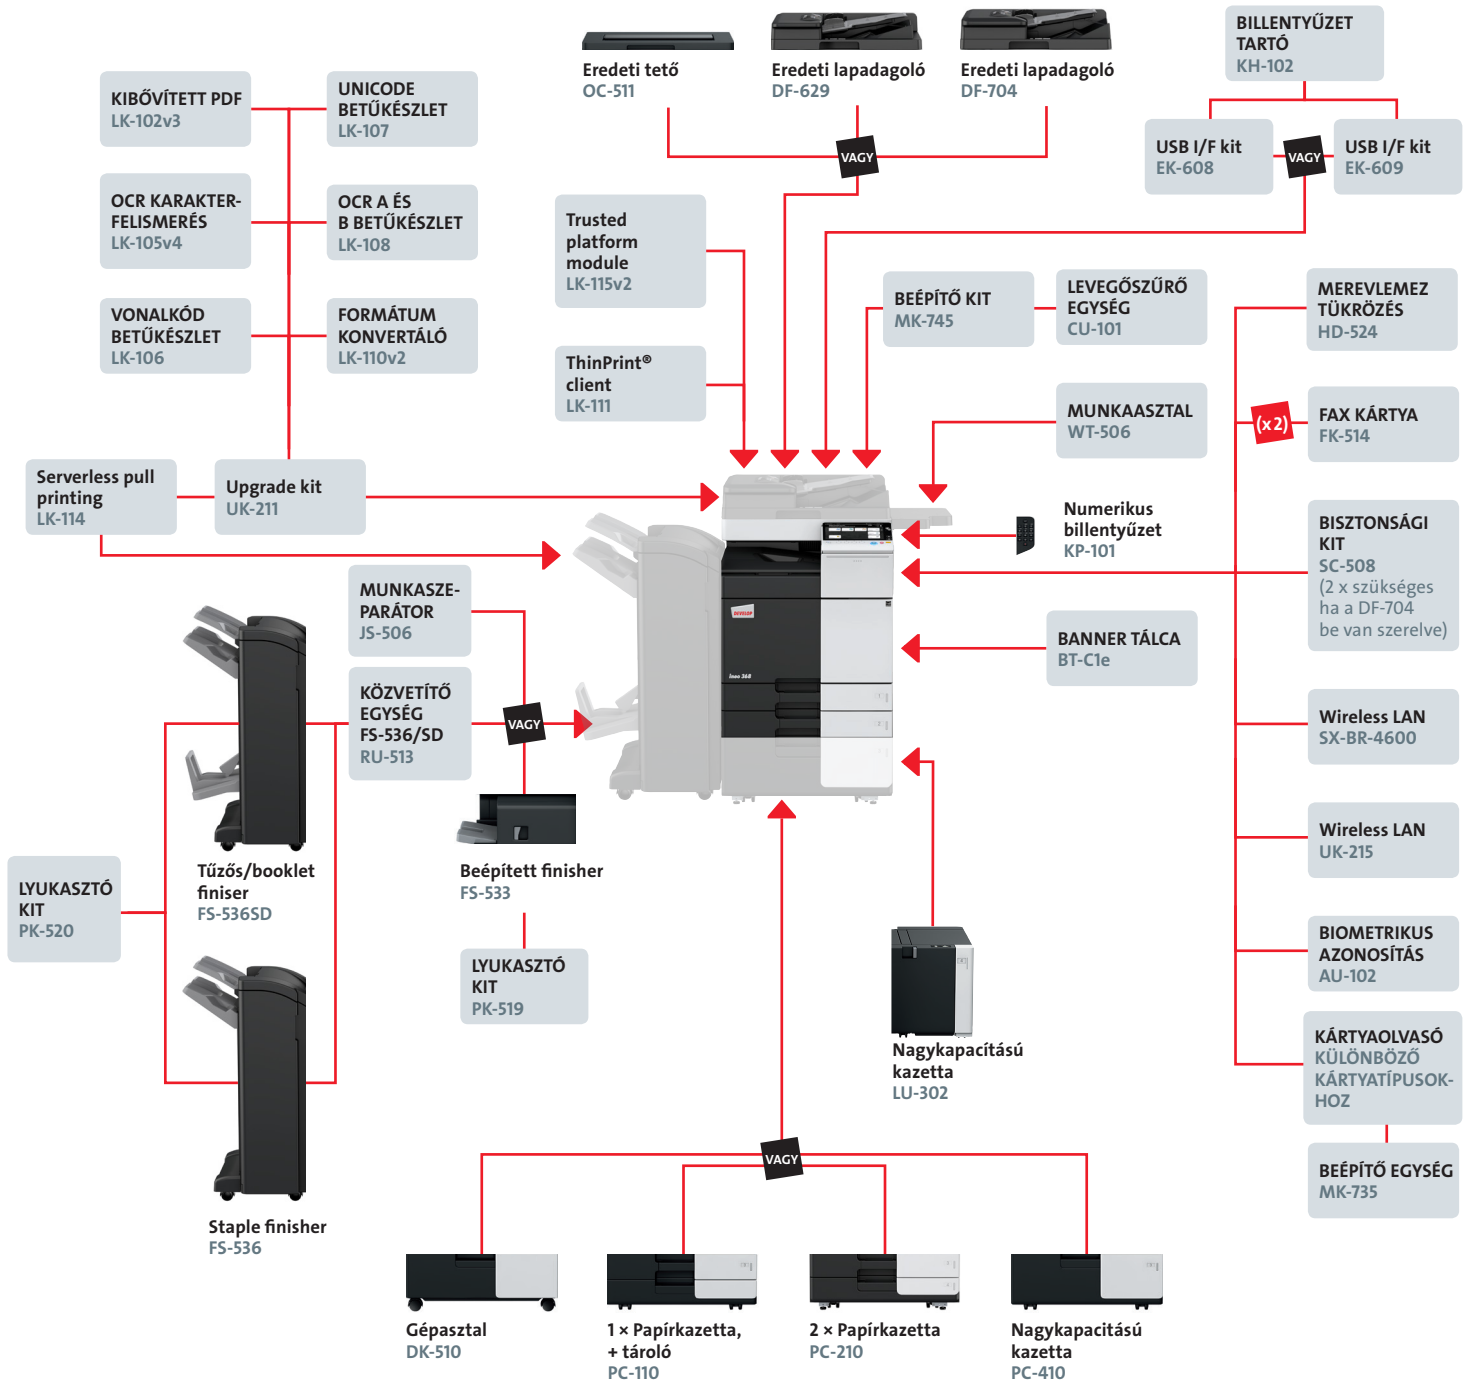 Eredeti tető
OC-511
Eredeti lapadagoló
DF-629
Eredeti lapadagoló
DF-704
BILLENTYŰZET
TARTÓ
KH-102
KIBŐVÍTETT PDF
LK-102v3
UNICODE
BETŰKÉSZLET
LK-107
VAGY
USB I/F kit
EK-608
VAGY
USB I/F kit
EK-609
OCR KARAKTER-
FELISMERÉS
LK-105v4
OCR A ÉS
B BETŰKÉSZLET
LK-108
Trusted
platform
module
LK-115v2
VONALKÓD
BETŰKÉSZLET
LK-106
FORMÁTUM
KONVERTÁLÓ
LK-110v2
BEÉPÍTŐ KIT
MK-745
LEVEGŐSZŰRŐ
EGYSÉG
CU-101
MEREVLEMEZ
TÜKRÖZÉS
HD-524
ThinPrint®
client
LK-111
MUNKAASZTAL
WT-506
(x2)
FAX KÁRTYA
FK-514
Serverless pull
printing
LK-114
Upgrade kit
UK-211
Numerikus
billentyűzet
KP-101
BISZTONSÁGI
KIT
SC-508
(2 x szükséges
ha a DF-704
be van szerelve)
MUNKASZE-
PARÁTOR
JS-506
DEVELOP
ineo 368
BANNER TÁLCA
BT-C1e
KÖZVETÍTŐ
EGYSÉG
FS-536/SD
RU-513
VAGY
Wireless LAN
SX-BR-4600
Wireless LAN
UK-215
LYUKASZTÓ
KIT
PK-520
Tűzős/booklet
finiser
FS-536SD
Beépített finisher
FS-533
LYUKASZTÓ
KIT
PK-519
BIOMETRIKUS
AZONOSÍTÁS
AU-102
Nagykapacítású
kazetta
LU-302
KÁRTYAOLVASÓ
KÜLÖNBÖZŐ
KÁRTYATÍPUSOK-
HOZ
BEÉPÍTŐ EGYSÉG
MK-735
VAGY
Staple finisher
FS-536
Gépasztal
DK-510
1 × Papírkazetta,
+ tároló
PC-110
2 × Papírkazetta
PC-210
Nagykapacitású
kazetta
PC-410